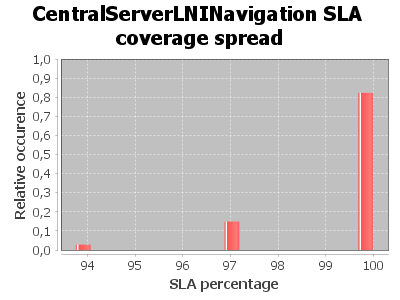 CentralServerLNINavigation SLA
coverage spread
Relative occurence
1,0
0,9
0,8
0,7
0,6
0,5
0,4
0,3
0,2
0,1
0,0
94 95 96 97 98 99 100
SLA percentage